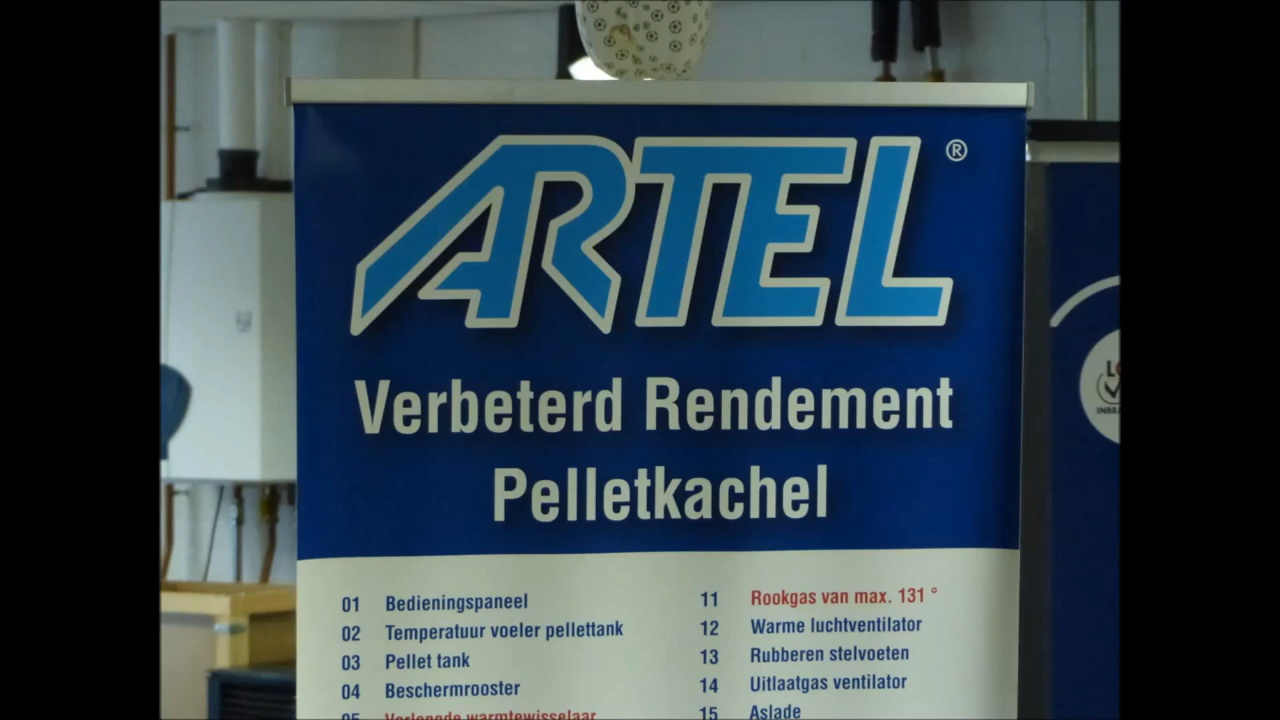 ARTEL ®
Verbeterd Rendement
Pelletkachel
01 Bedieningspaneel
02 Temperatuur voeler pellettank
03 Pellet tank
04 Beschermrooster
05 Verlengde warmtewisselaar
11 Rookgas van max. 131 °
12 Warme luchtventilator
13 Rubberen stelvoeten
14 Uitlaatgas ventilator
15 Aslade